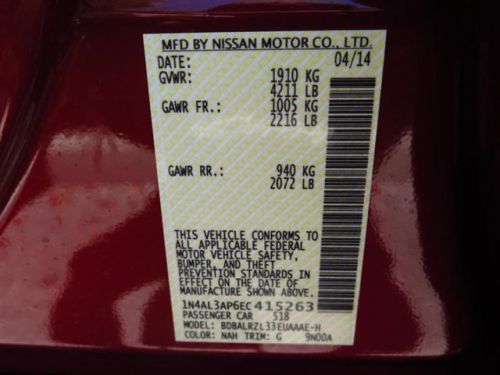 MFD BY NISSAN MOTOR CO., LTD.
DATE: 04/14
GVWR: 1910 KG
4211 LB
GAWR FR.: 1005 KG
2216 LB
GAWR RR.: 940 KG
2072 LB
THIS VEHICLE CONFORMS TO
ALL APPLICABLE FEDERAL
MOTOR VEHICLE SAFETY,
BUMPER, AND THEFT
PREVENTION STANDARDS IN
EFFECT ON THE DATE OF
MANUFACTURE SHOWN ABOVE.
1N4AL3AP6EC415263
PASSENGER CAR 518
MODEL: BDBALRZL33EUAAAE-H
COLOR: NAH TRIM: G 9N00A